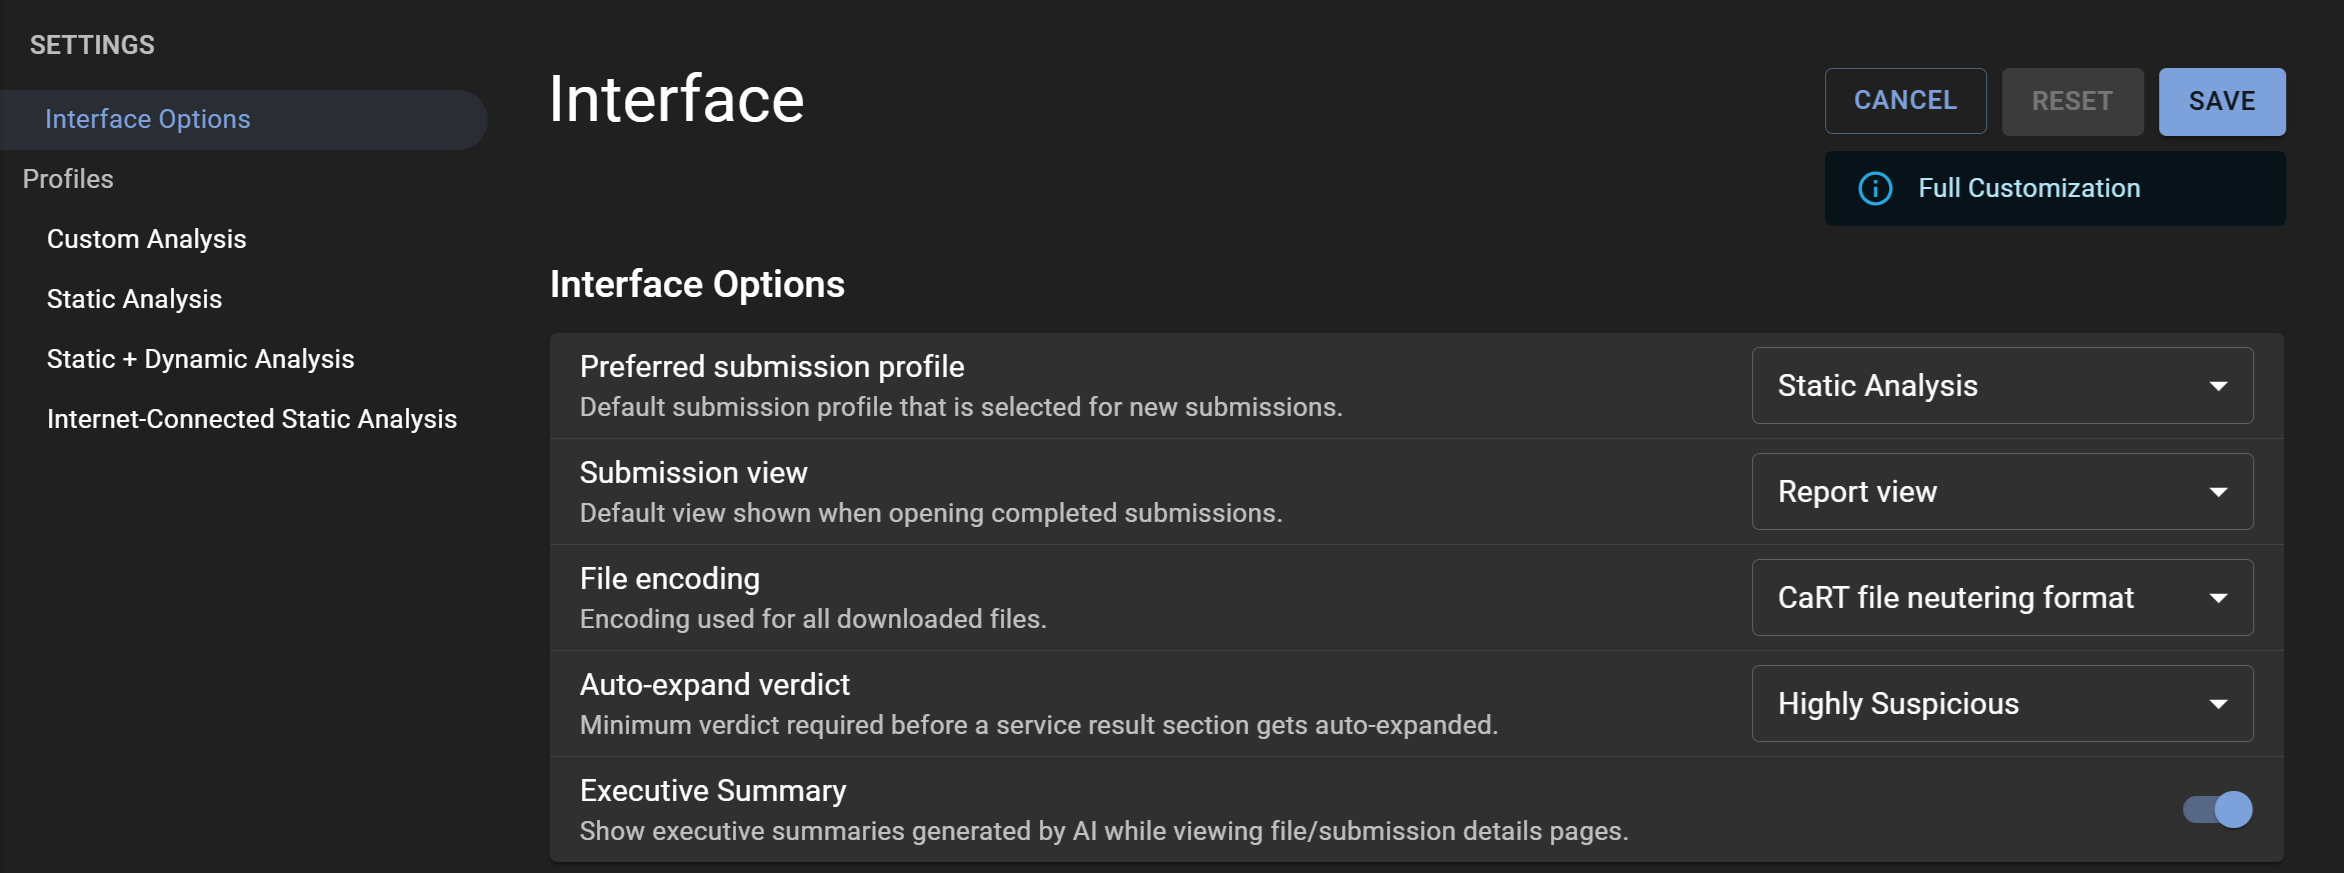 SETTINGS
Interface Options
Profiles
Custom Analysis
Static Analysis
Static + Dynamic Analysis
Internet-Connected Static Analysis
Interface
CANCEL
RESET
SAVE
Full Customization
Interface Options
Preferred submission profile
Default submission profile that is selected for new submissions.
Static Analysis
Submission view
Default view shown when opening completed submissions.
Report view
File encoding
Encoding used for all downloaded files.
CaRT file neutering format
Auto-expand verdict
Minimum verdict required before a service result section gets auto-expanded.
Highly Suspicious
Executive Summary
Show executive summaries generated by AI while viewing file/submission details pages.